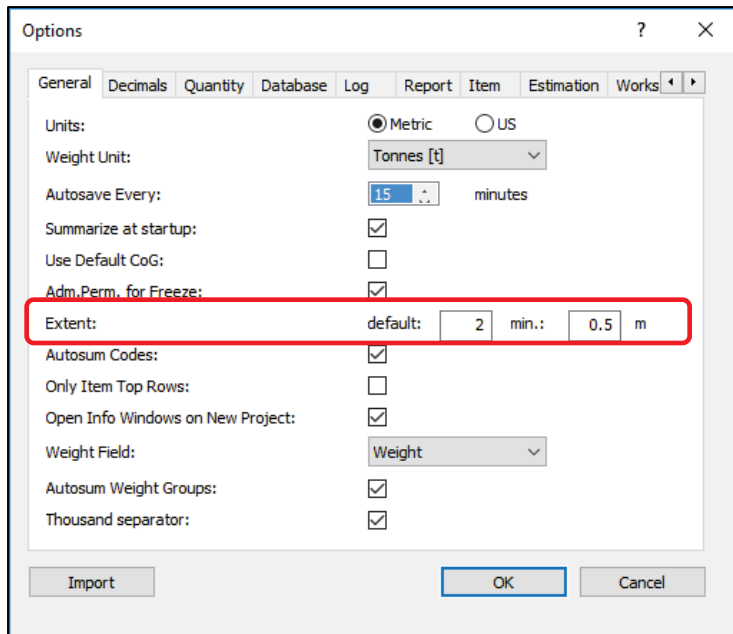 Options ?
General Decimals Quantity Database Log Report Item Estimation Works
Units: Metric US
Weight Unit: Tonnes [t]
Autosave Every: 15 minutes
Summarize at startup:
Use Default CoG:
Adm.Perm. for Freeze:
Extent: default: 2 min.: 0.5 m
Autosum Codes:
Only Item Top Rows:
Open Info Windows on New Project:
Weight Field: Weight
Autosum Weight Groups:
Thousand separator:
Import OK Cancel